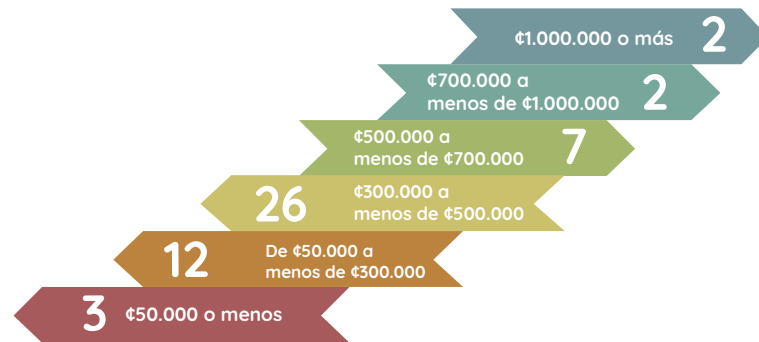 ¢1.000.000 o más 2
¢700.000 a
menos de ¢1.000.000 2
¢500.000 a
menos de ¢700.000 7
26 ¢300.000 a
menos de ¢500.000
12 De ¢50.000 a
menos de ¢300.000
3 ¢50.000 o menos